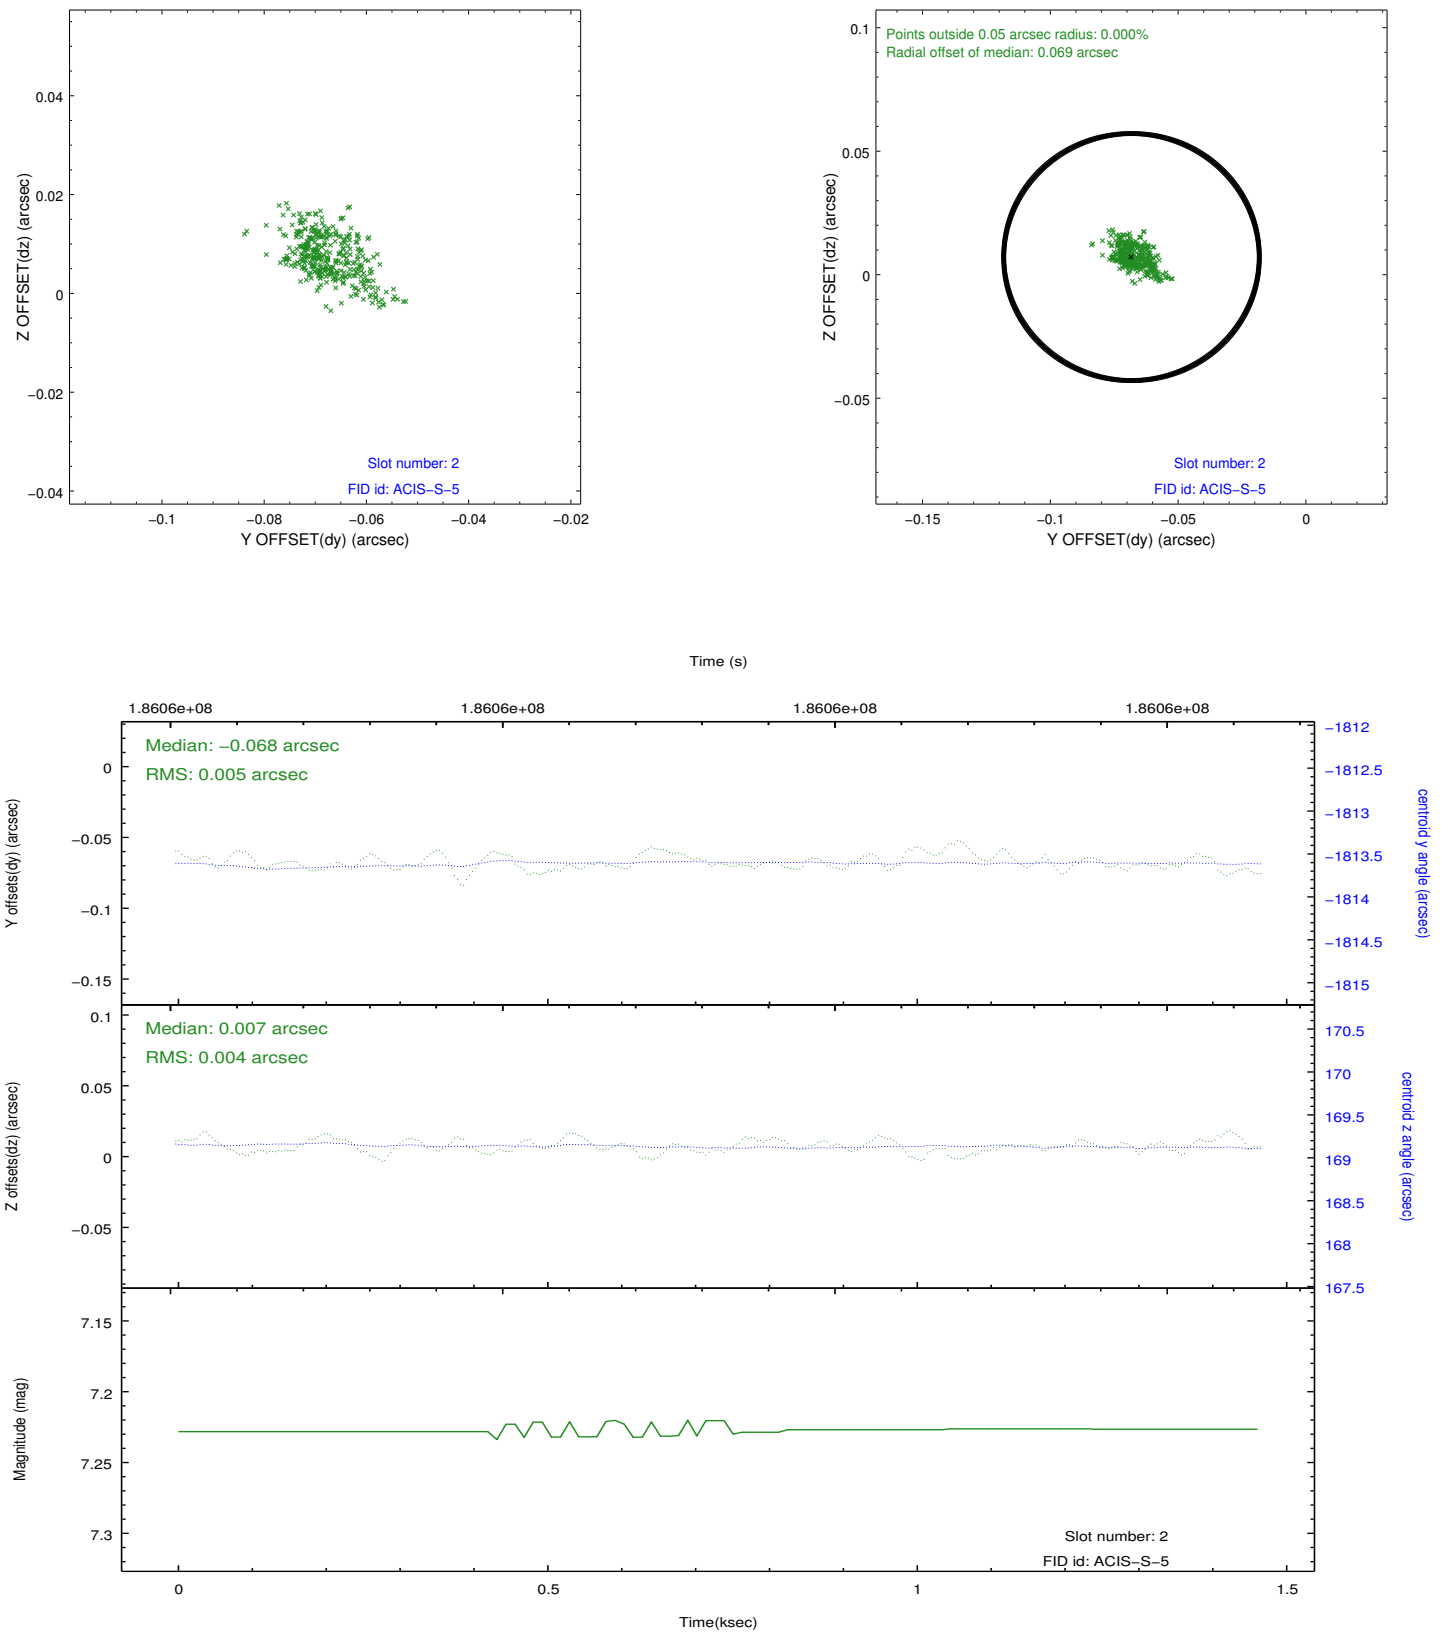 0.04
0.02
0
−0.02
−0.04
Z OFFSET(dz) (arcsec)
Slot number: 2
FID id: ACIS−S−5
−0.1
−0.08
−0.06
−0.04
−0.02
Y OFFSET(dy) (arcsec)
Points outside 0.05 arcsec radius: 0.000%
Radial offset of median: 0.069 arcsec
0.1
0.05
0
−0.05
Z OFFSET(dz) (arcsec)
Slot number: 2
FID id: ACIS−S−5
−0.15
−0.1
−0.05
0
Y OFFSET(dy) (arcsec)
Time (s)
1.8606e+08
1.8606e+08
1.8606e+08
1.8606e+08
Median: −0.068 arcsec
RMS: 0.005 arcsec
0
−0.05
−0.1
−0.15
Y offsets(dy) (arcsec)
−1812
−1812.5
−1813
−1813.5
−1814
−1814.5
−1815
centroid y angle (arcsec)
Median: 0.007 arcsec
RMS: 0.004 arcsec
0.1
0.05
0
−0.05
Z offsets(dz) (arcsec)
170.5
170
169.5
169
168.5
168
167.5
centroid z angle (arcsec)
7.15
7.2
7.25
7.3
Magnitude (mag)
Slot number: 2
FID id: ACIS−S−5
0
0.5
1
1.5
Time(ksec)